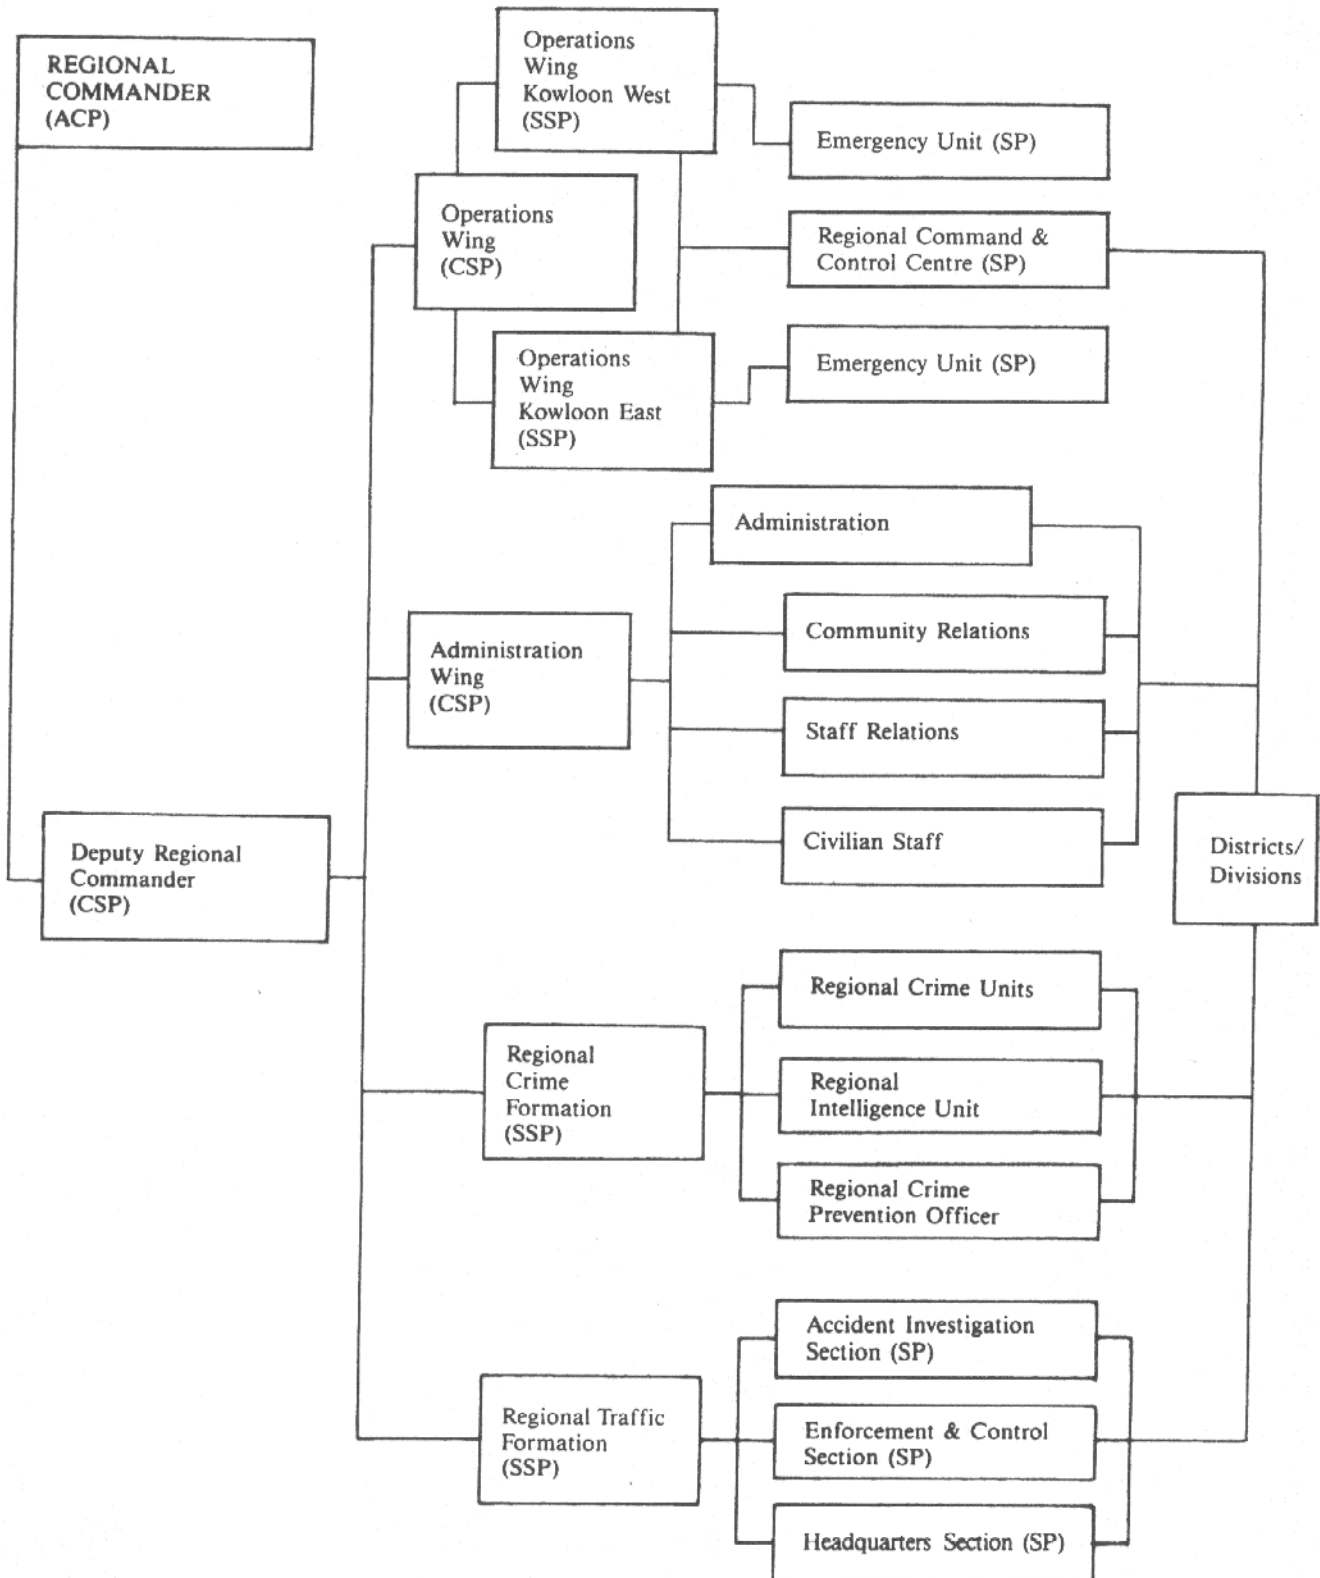 REGIONAL
COMMANDER
(ACP)
Operations
Wing
Kowloon West
(SSP)
Emergency Unit (SP)
Operations
Wing
(CSP)
Regional Command &
Control Centre (SP)
Operations
Wing
Kowloon East
(SSP)
Emergency Unit (SP)
Administration
Administration
Wing
(CSP)
Community Relations
Staff Relations
Civilian Staff
Deputy Regional
Commander
(CSP)
Districts/
Divisions
Regional
Crime
Formation
(SSP)
Regional Crime Units
Regional
Intelligence Unit
Regional Crime
Prevention Officer
Regional Traffic
Formation
(SSP)
Accident Investigation
Section (SP)
Enforcement & Control
Section (SP)
Headquarters Section (SP)